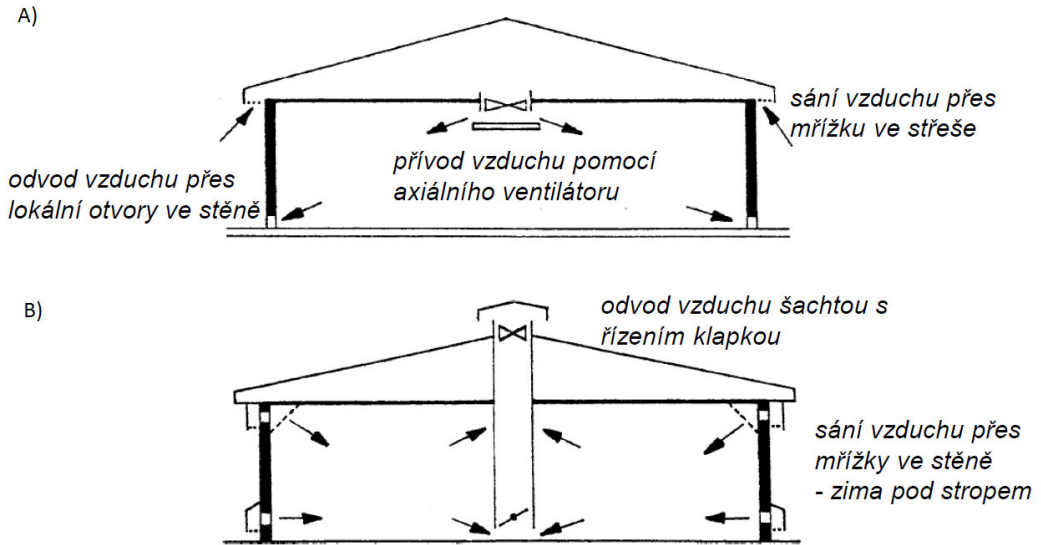 A)
sání vzduchu přes
mřížku ve střeše
přívod vzduchu pomocí
axiálního ventilátoru
odvod vzduchu přes
lokální otvory ve stěně
B)
odvod vzduchu šachtou s
řízením klapkou
sání vzduchu přes
mřížky ve stěně
- zima pod stropem